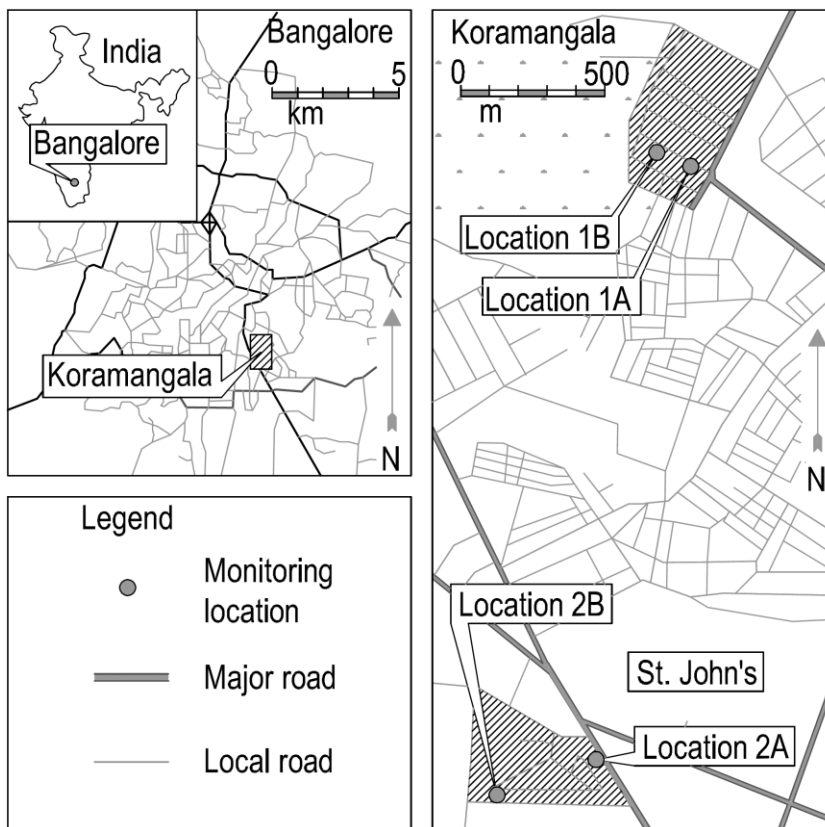 India
Bangalore
Bangalore
0 5
km
Koramangala
N
Legend
Monitoring
location
Major road
Local road
Koramangala
0 500
m
Location 1B
Location 1A
N
Location 2B
St. John's
Location 2A